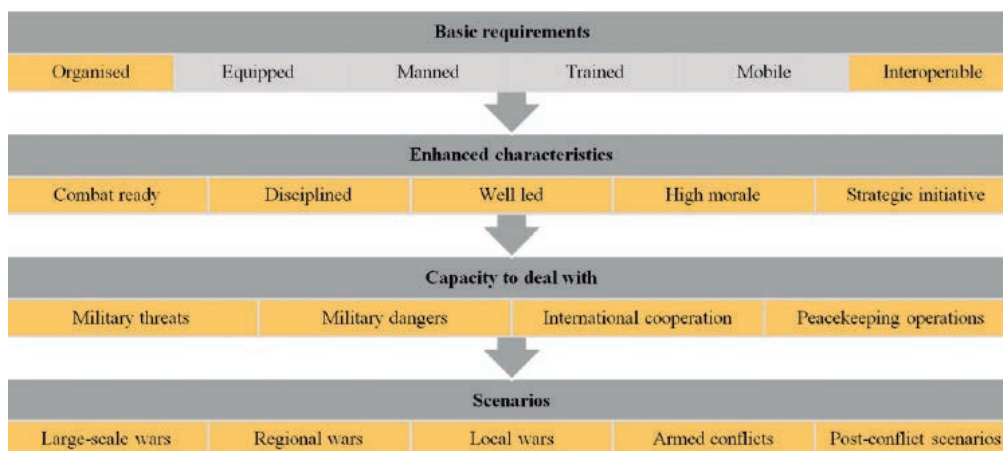 Basic requirements
Organised Equipped Manned Trained Mobile Interoperable
Enhanced characteristics
Combat ready Disciplined Well led High morale Strategic initiative
Capacity to deal with
Military threats Military dangers International cooperation Peacekeeping operations
Scenarios
Large-scale wars Regional wars Local wars Armed conflicts Post-conflict scenarios